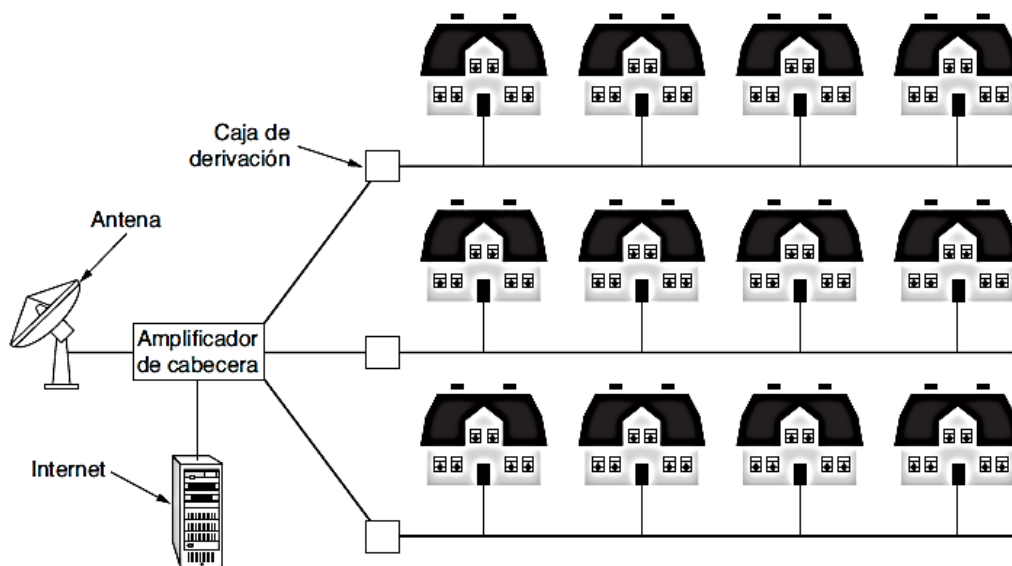 Caja de
derivación
Antena
Amplificador
de cabecera
Internet